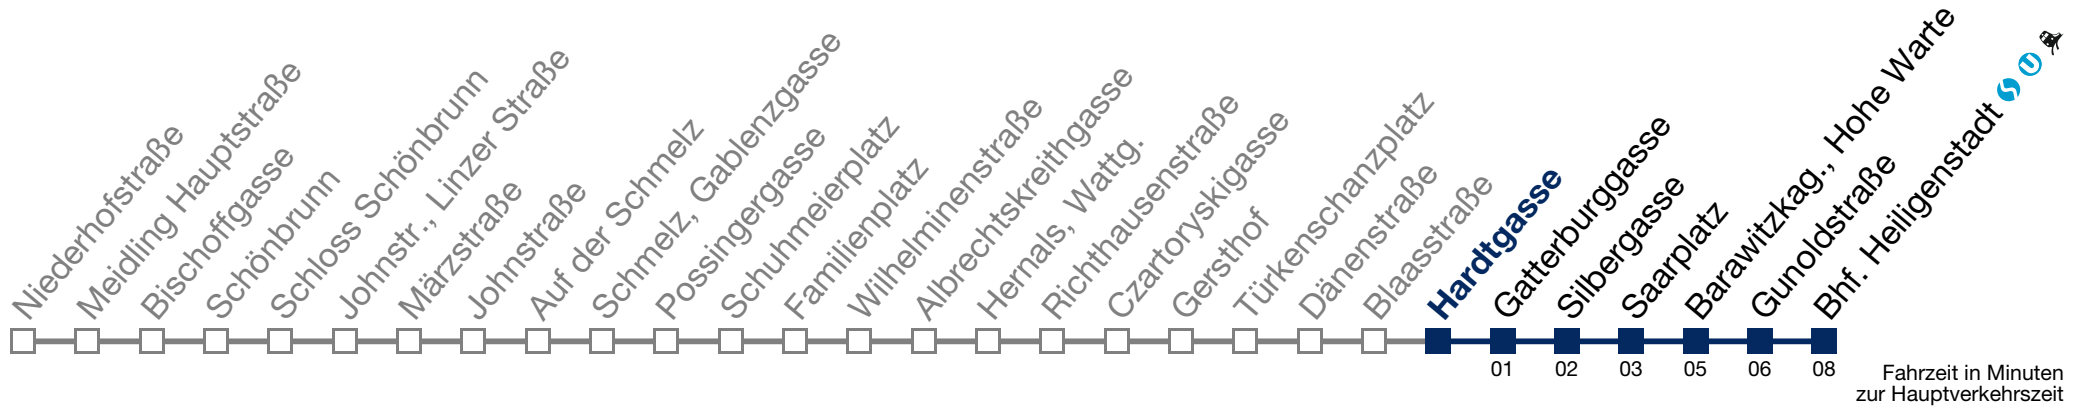 Niederhofstraße
Meidling Hauptstraße
Bischoffgasse
Schönbrunn
Schloss Schönbrunn
Johnstr., Linzer Straße
Märzstraße
Johnstraße
Auf der Schmelz
Schmelz, Gablenzgasse
Possingergasse
Schuhmeierplatz
Familienplatz
Wilhelminenstraße
Albrechtskreithgasse
Hernals, Wattg.
Richthausenstraße
Czartoryskigasse
Gersthof
Türkenschanzplatz
Dänenstraße
Blaasstraße
Hardtgasse
Gatterburggasse
Silbergasse
Saarplatz
Barawitzkag., Hohe Warte
Gunoldstraße
Bhf. Heiligenstadt S U
01 02 03 05 06 08
Fahrzeit in Minuten
zur Hauptverkehrszeit